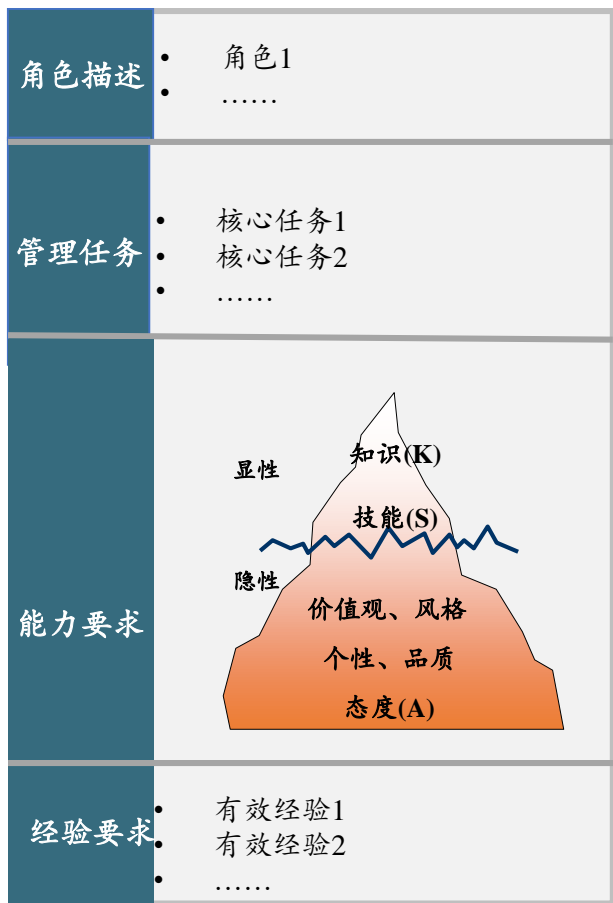 角色描述
• 角色1
• ……
管理任务
• 核心任务1
• 核心任务2
• ……
能力要求
显性
知识(K)
技能(S)
隐性
价值观、风格
个性、品质
态度(A)
经验要求
• 有效经验1
• 有效经验2
• ……